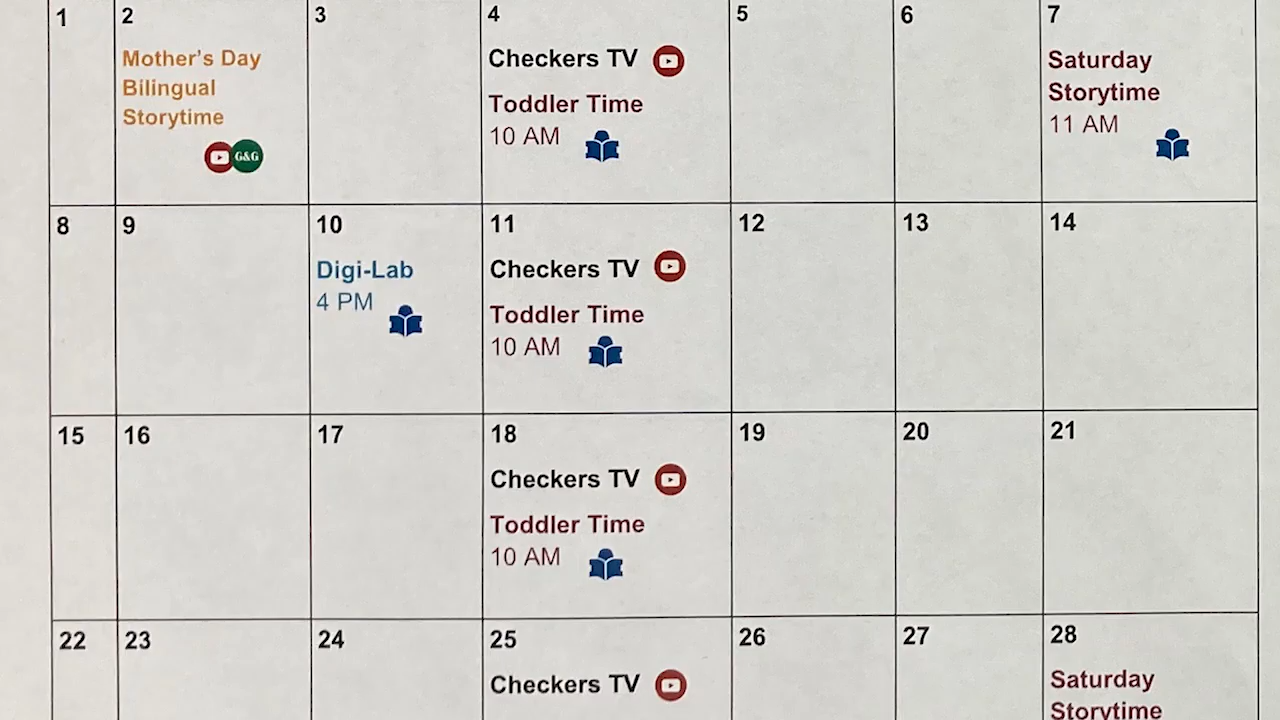 1
2
Mother's Day
Bilingual
Storytime
G&G
3
4
Checkers TV
Toddler Time
10 AM
5
6
7
Saturday
Storytime
11 AM
8
9
10
Digi-Lab
4 PM
11
Checkers TV
Toddler Time
10 AM
12
13
14
15
16
17
18
Checkers TV
Toddler Time
10 AM
19
20
21
22
23
24
25
Checkers TV
26
27
28
Saturday
Storytime